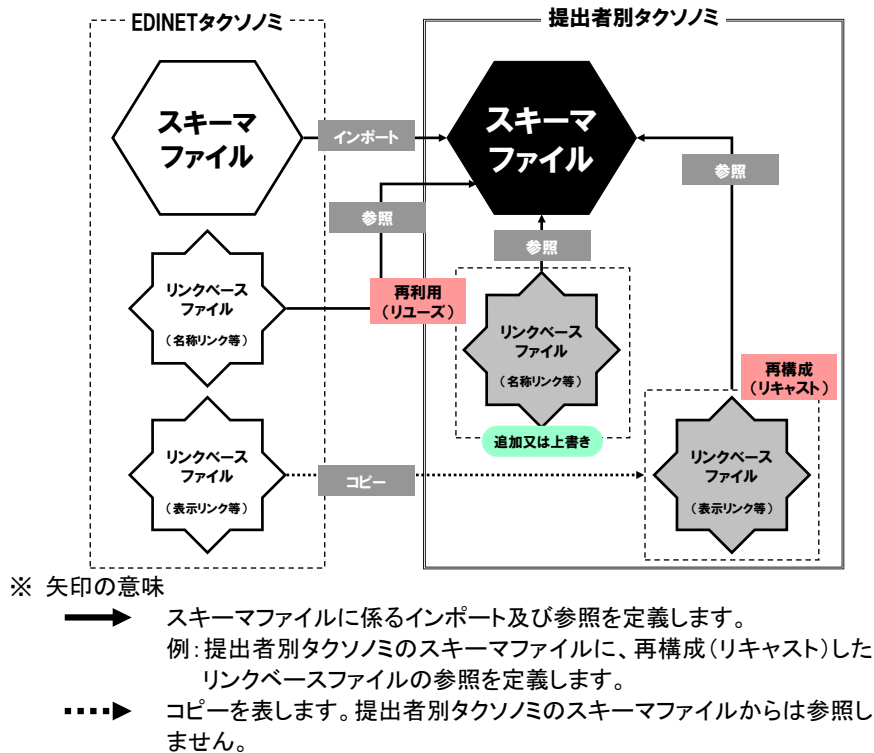 EDINETタクソノミ
提出者別タクソノミ
スキーマ
ファイル
インポート
スキーマ
ファイル
参照
参照
参照
リンクベース
ファイル
(名称リンク等)
再利用
(リユーズ)
リンクベース
ファイル
(名称リンク等)
追加又は上書き
再構成
(リキャスト)
リンクベース
ファイル
(表示リンク等)
コピー
リンクベース
ファイル
(表示リンク等)
※ 矢印の意味
スキーマファイルに係るインポート及び参照を定義します。
例:提出者別タクソノミのスキーマファイルに、再構成(リキャスト)した
リンクベースファイルの参照を定義します。
コピーを表します。提出者別タクソノミのスキーマファイルからは参照し
ません。